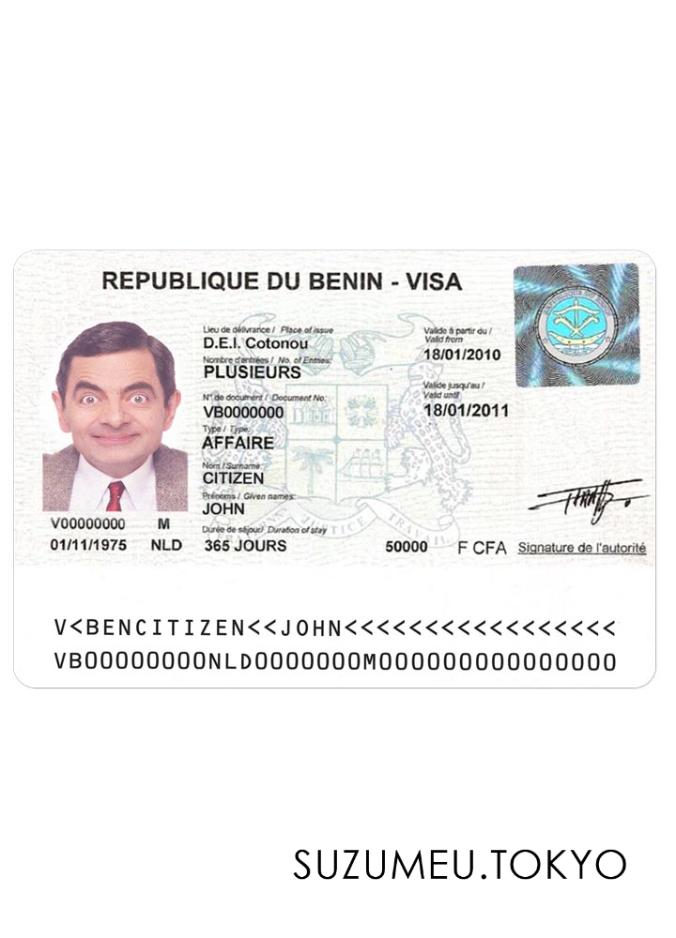 REPUBLIQUE DU BENIN - VISA
Lieu de délivrance / Place of issue
D.E.I. Cotonou
Nombre d'entrées / No. of Entries:
PLUSIEURS
N° de document / Document No:
VB0000000
Type / Type:
AFFAIRE
Nom / Surname:
CITIZEN
Prénoms / Given names:
JOHN
Durée de séjour/ Duration of stay
365 JOURS
Valide à partir du /
Valid from
18/01/2010
Valide jusqu'au /
Valid until
18/01/2011
V00000000 M
01/11/1975 NLD
50000 F CFA
Signature de l'autorité
V<BENCITIZEN<<JOHN<<<<<<<<<<<<<<<<<<
VB00000000NLD0000000M000000000000000
SUZUMEU.TOKYO